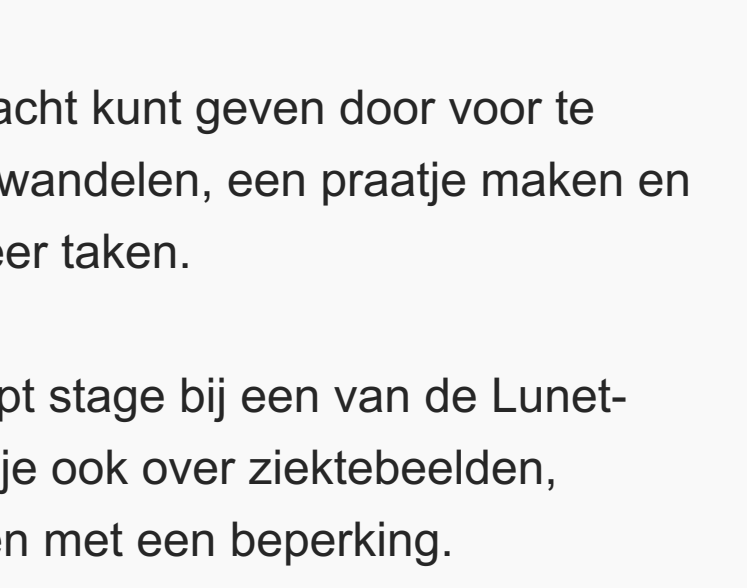 acht kunt geven door voor te
wandelen, een praatje maken en
eer taken.
pt stage bij een van de Lunet-
je ook over ziektebeelden,
en met een beperking.